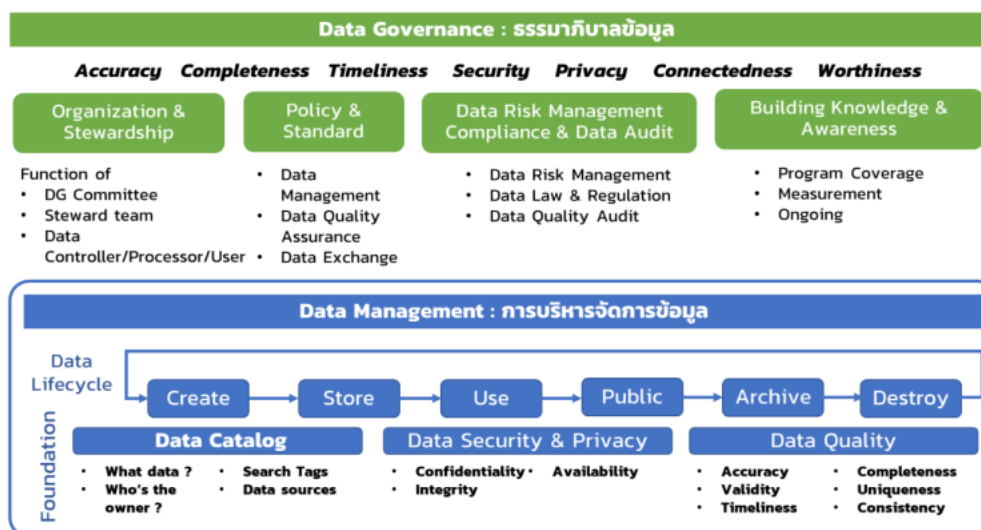 Data Governance : ธรรมาภิบาลข้อมูล
Accuracy Completeness Timeliness Security Privacy Connectedness Worthiness
Organization &
Stewardship
Function of
• DG Committee
• Steward team
• Data
Controller/Processor/User
Policy &
Standard
• Data
Management
• Data Quality
Assurance
• Data Exchange
Data Risk Management
Compliance & Data Audit
• Data Risk Management
• Data Law & Regulation
• Data Quality Audit
Building Knowledge &
Awareness
• Program Coverage
• Measurement
• Ongoing
Data Management : การบริหารจัดการข้อมูล
Data
Lifecycle
Create
Store
Use
Public
Archive
Destroy
Foundation
Data Catalog
• What data ?
• Who's the
owner ?
• Search Tags
• Data sources
Data Security & Privacy
• Confidentiality
• Integrity
• Availability
Data Quality
• Accuracy
• Validity
• Timeliness
• Completeness
• Uniqueness
• Consistency